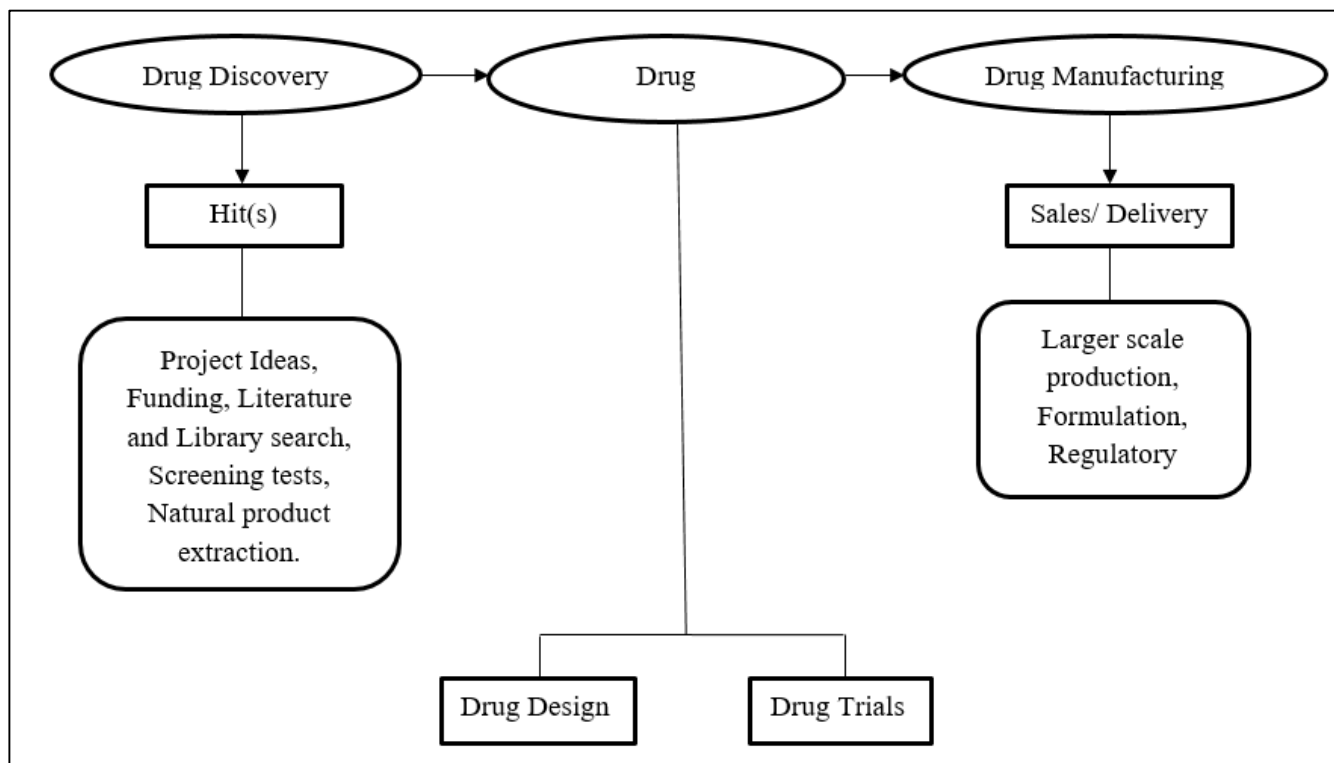 Drug Discovery
Drug
Drug Manufacturing
Hit(s)
Sales/ Delivery
Project Ideas,
Funding, Literature
and Library search,
Screening tests,
Natural product
extraction.
Larger scale
production,
Formulation,
Regulatory
Drug Design
Drug Trials